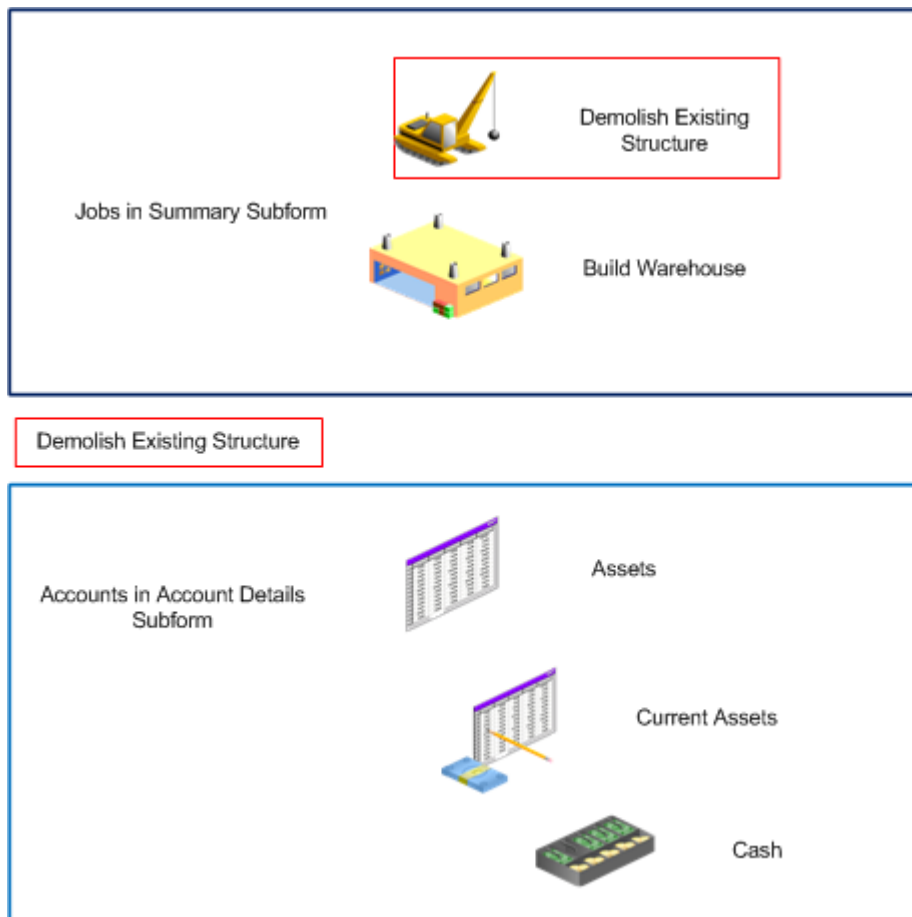 Demolish Existing
Structure
Jobs in Summary Subform
Build Warehouse
Demolish Existing Structure
Assets
Accounts in Account Details
Subform
Current Assets
Cash